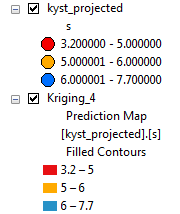 kyst_projected
s
3.200000 - 5.000000
5.000001 - 6.000000
6.000001 - 7.700000
Kriging_4
Prediction Map
[kyst_projected].[s]
Filled Contours
3.2 – 5
5 – 6
6 – 7.7